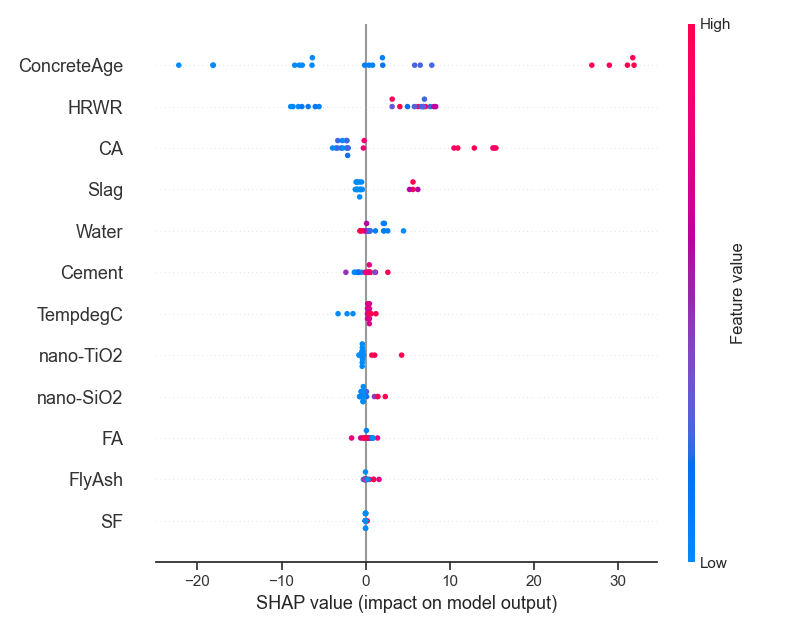 High
ConcreteAge
HRWR
CA
Slag
Water
Cement
TempdegC
nano-TiO2
nano-SiO2
FA
FlyAsh
SF
Feature value
Low
−20 −10 0 10 20 30
SHAP value (impact on model output)